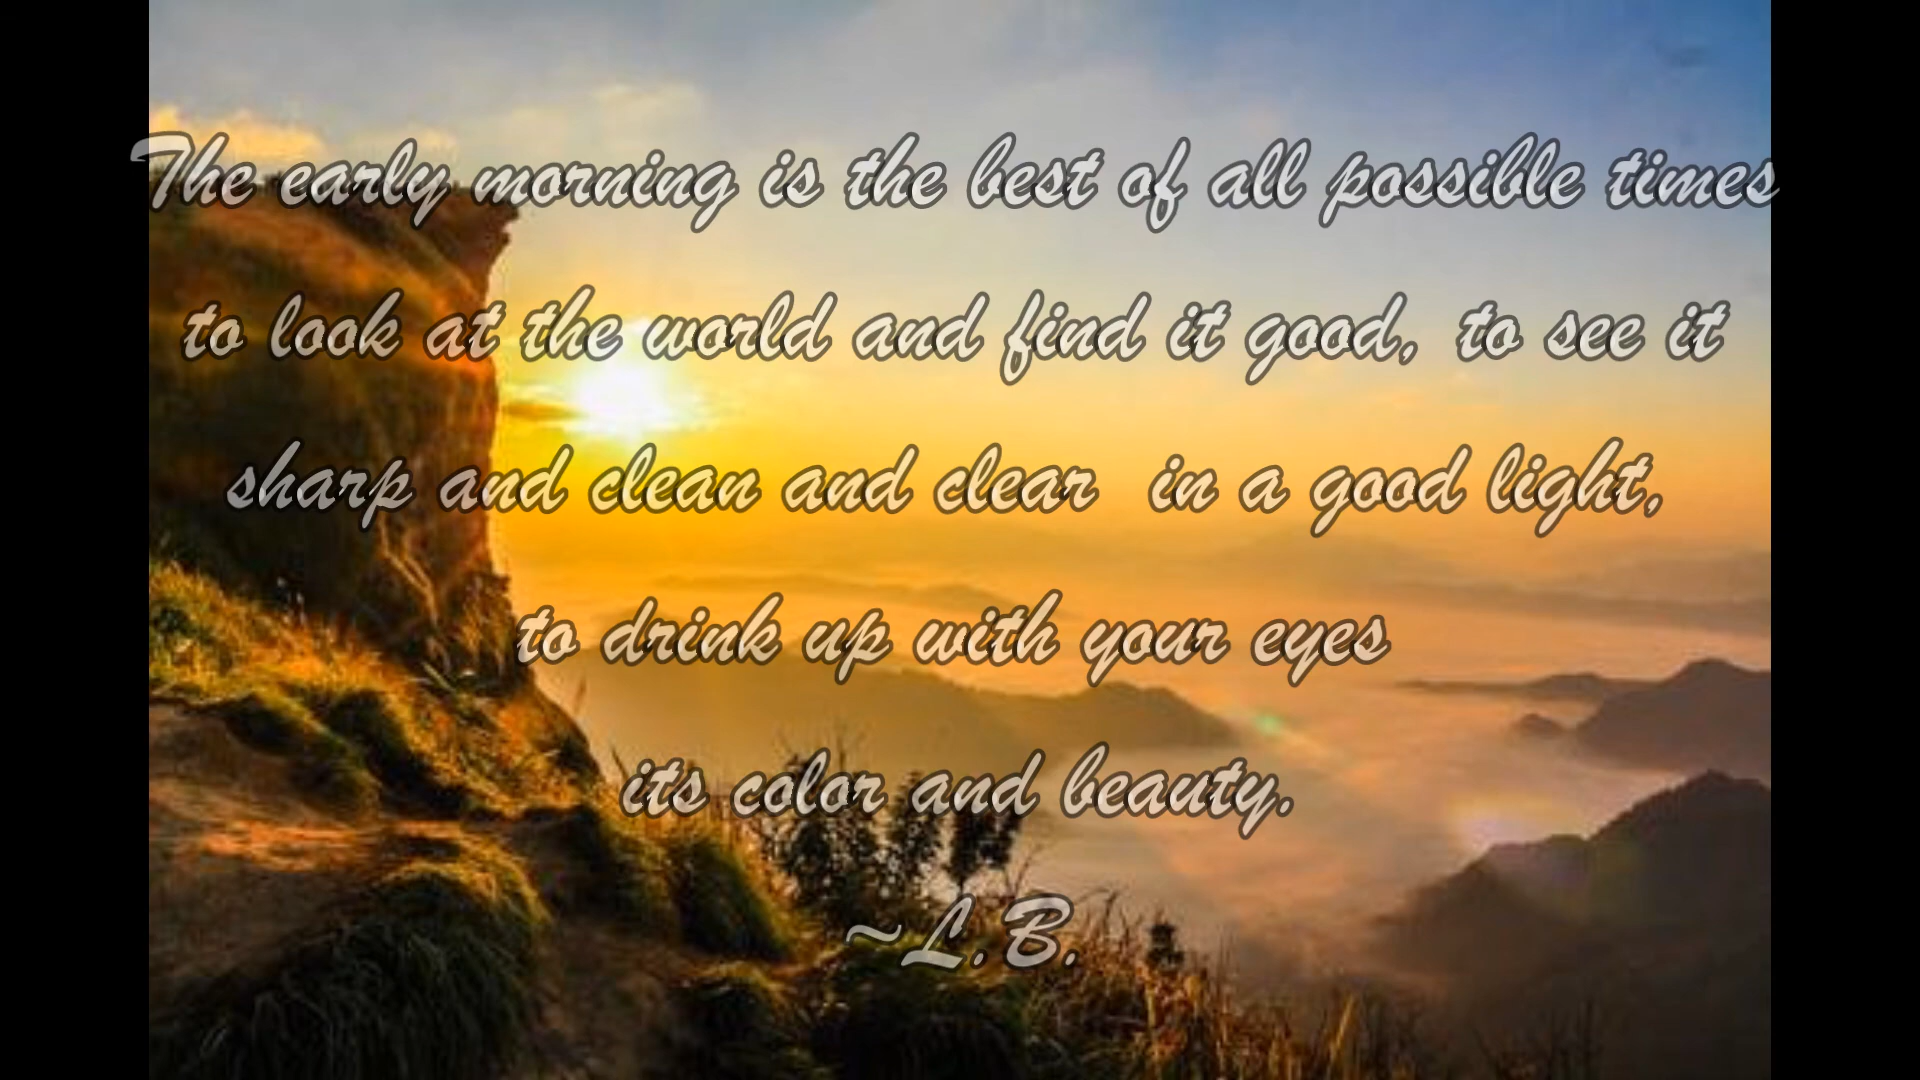 The early morning is the best of all possible times
to look at the world and find it good, to see it
sharp and clean and clear in a good light,
to drink up with your eyes
its color and beauty.
~L.B.